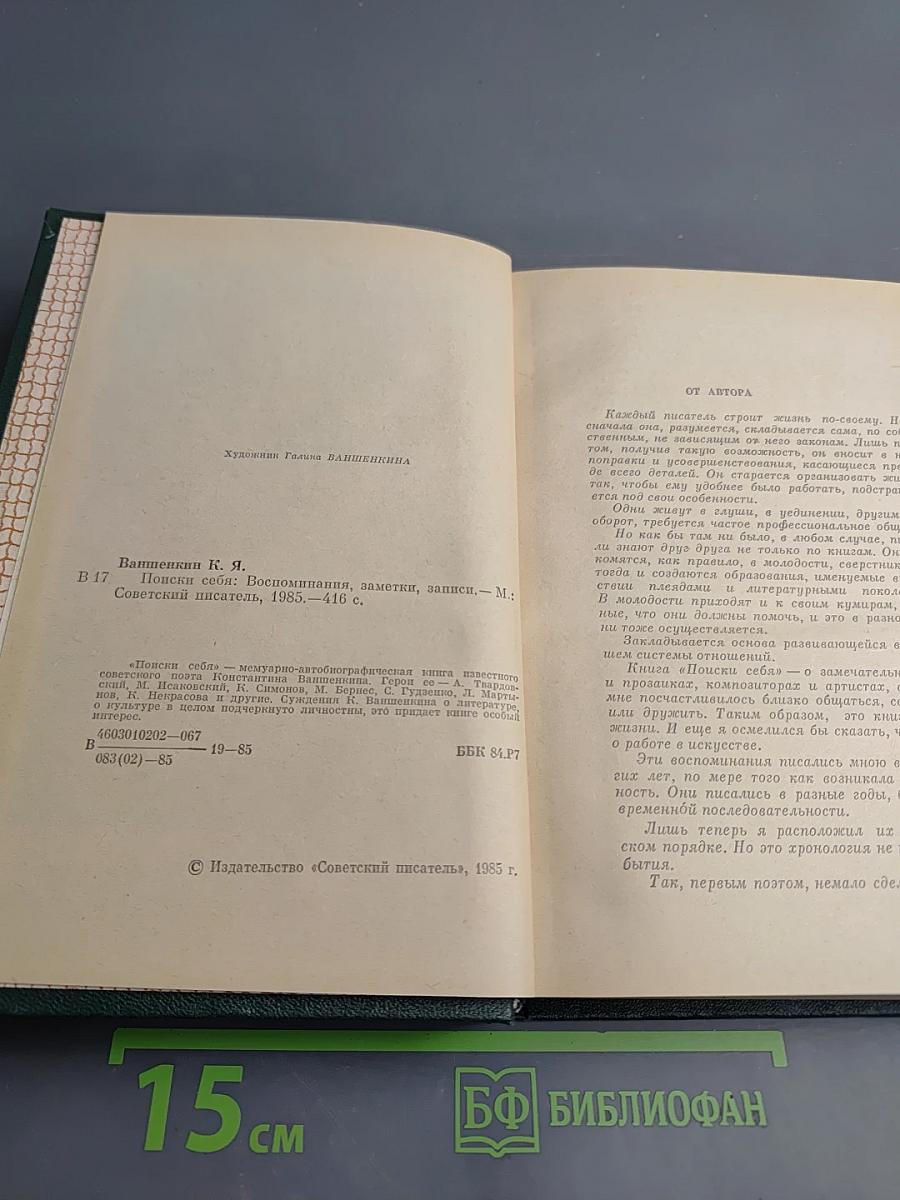 Художник Галина ВАНШЕНКИНА
Ваншенкин К. Я.
В 17 Поиски себя: Воспоминания, заметки, записи.— М.:
Советский писатель, 1985.—416 с.
«Поиски себя» — мемуарно-автобиографическая книга известного
советского поэта Константина Ваншенкина. Герои ее — А. Твардов-
ский, М. Исаковский, К. Симонов, М. Бернес, С. Гудзенко, Л. Марты-
нов, К. Некрасова и другие. Суждения К. Ваншенкина о литературе,
о культуре в целом подчеркнуто личностны, это придает книге особый
интерес.
В 4603010202—067
083(02)—85 19—85
ББК 84.Р7
© Издательство «Советский писатель», 1985 г.
ОТ АВТОРА
Каждый писатель строит жизнь по-своему.
сначала она, разумеется, складывается сама, по
ственным, не зависящим от него законам. Лишь
том, получив такую возможность, он вносит в
поправки и усовершенствования, касающиеся
де всего деталей. Он старается организовать
так, чтобы ему удобнее было работать,
ется под свои особенности.
Одни живут в глуши, в уединении, другим
оборот, требуется частое профессиональное
Но как бы там ни было, в любом случае,
ли знают друг друга не только по книгам.
комятся, как правило, в молодости,
тогда и создаются образования, именуемые
ствии плеядами и литературными
В молодости приходят и к своим кумирам,
ные, что они должны помочь, и это в
ни тоже осуществляется.
Закладывается основа развивающейся в
шем системы отношений.
Книга «Поиски себя» — о
и прозаиках, композиторах и артистах, с
мне посчастливилось близко общаться,
или дружить. Таким образом, это
жизни. И еще я осмелился бы сказать,
о работе в искусстве.
Эти воспоминания писались мною
гих лет, по мере того как возникала
ность. Они писались в разные годы,
временной последовательности.
Лишь теперь я расположил их
ском порядке. Но это хронология не
бытия.
Так, первым поэтом, немало
15 см
БФ БИБЛИОФАН